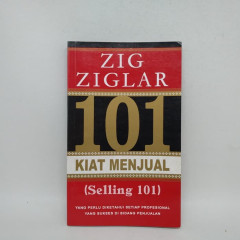 ZIG
ZIGLAR
101
KIAT MENJUAL
(Selling 101)
YANG PERLU DIKETAHUI SETIAP PROFESIONAL
YANG SUKSES DI BIDANG PENJUALAN